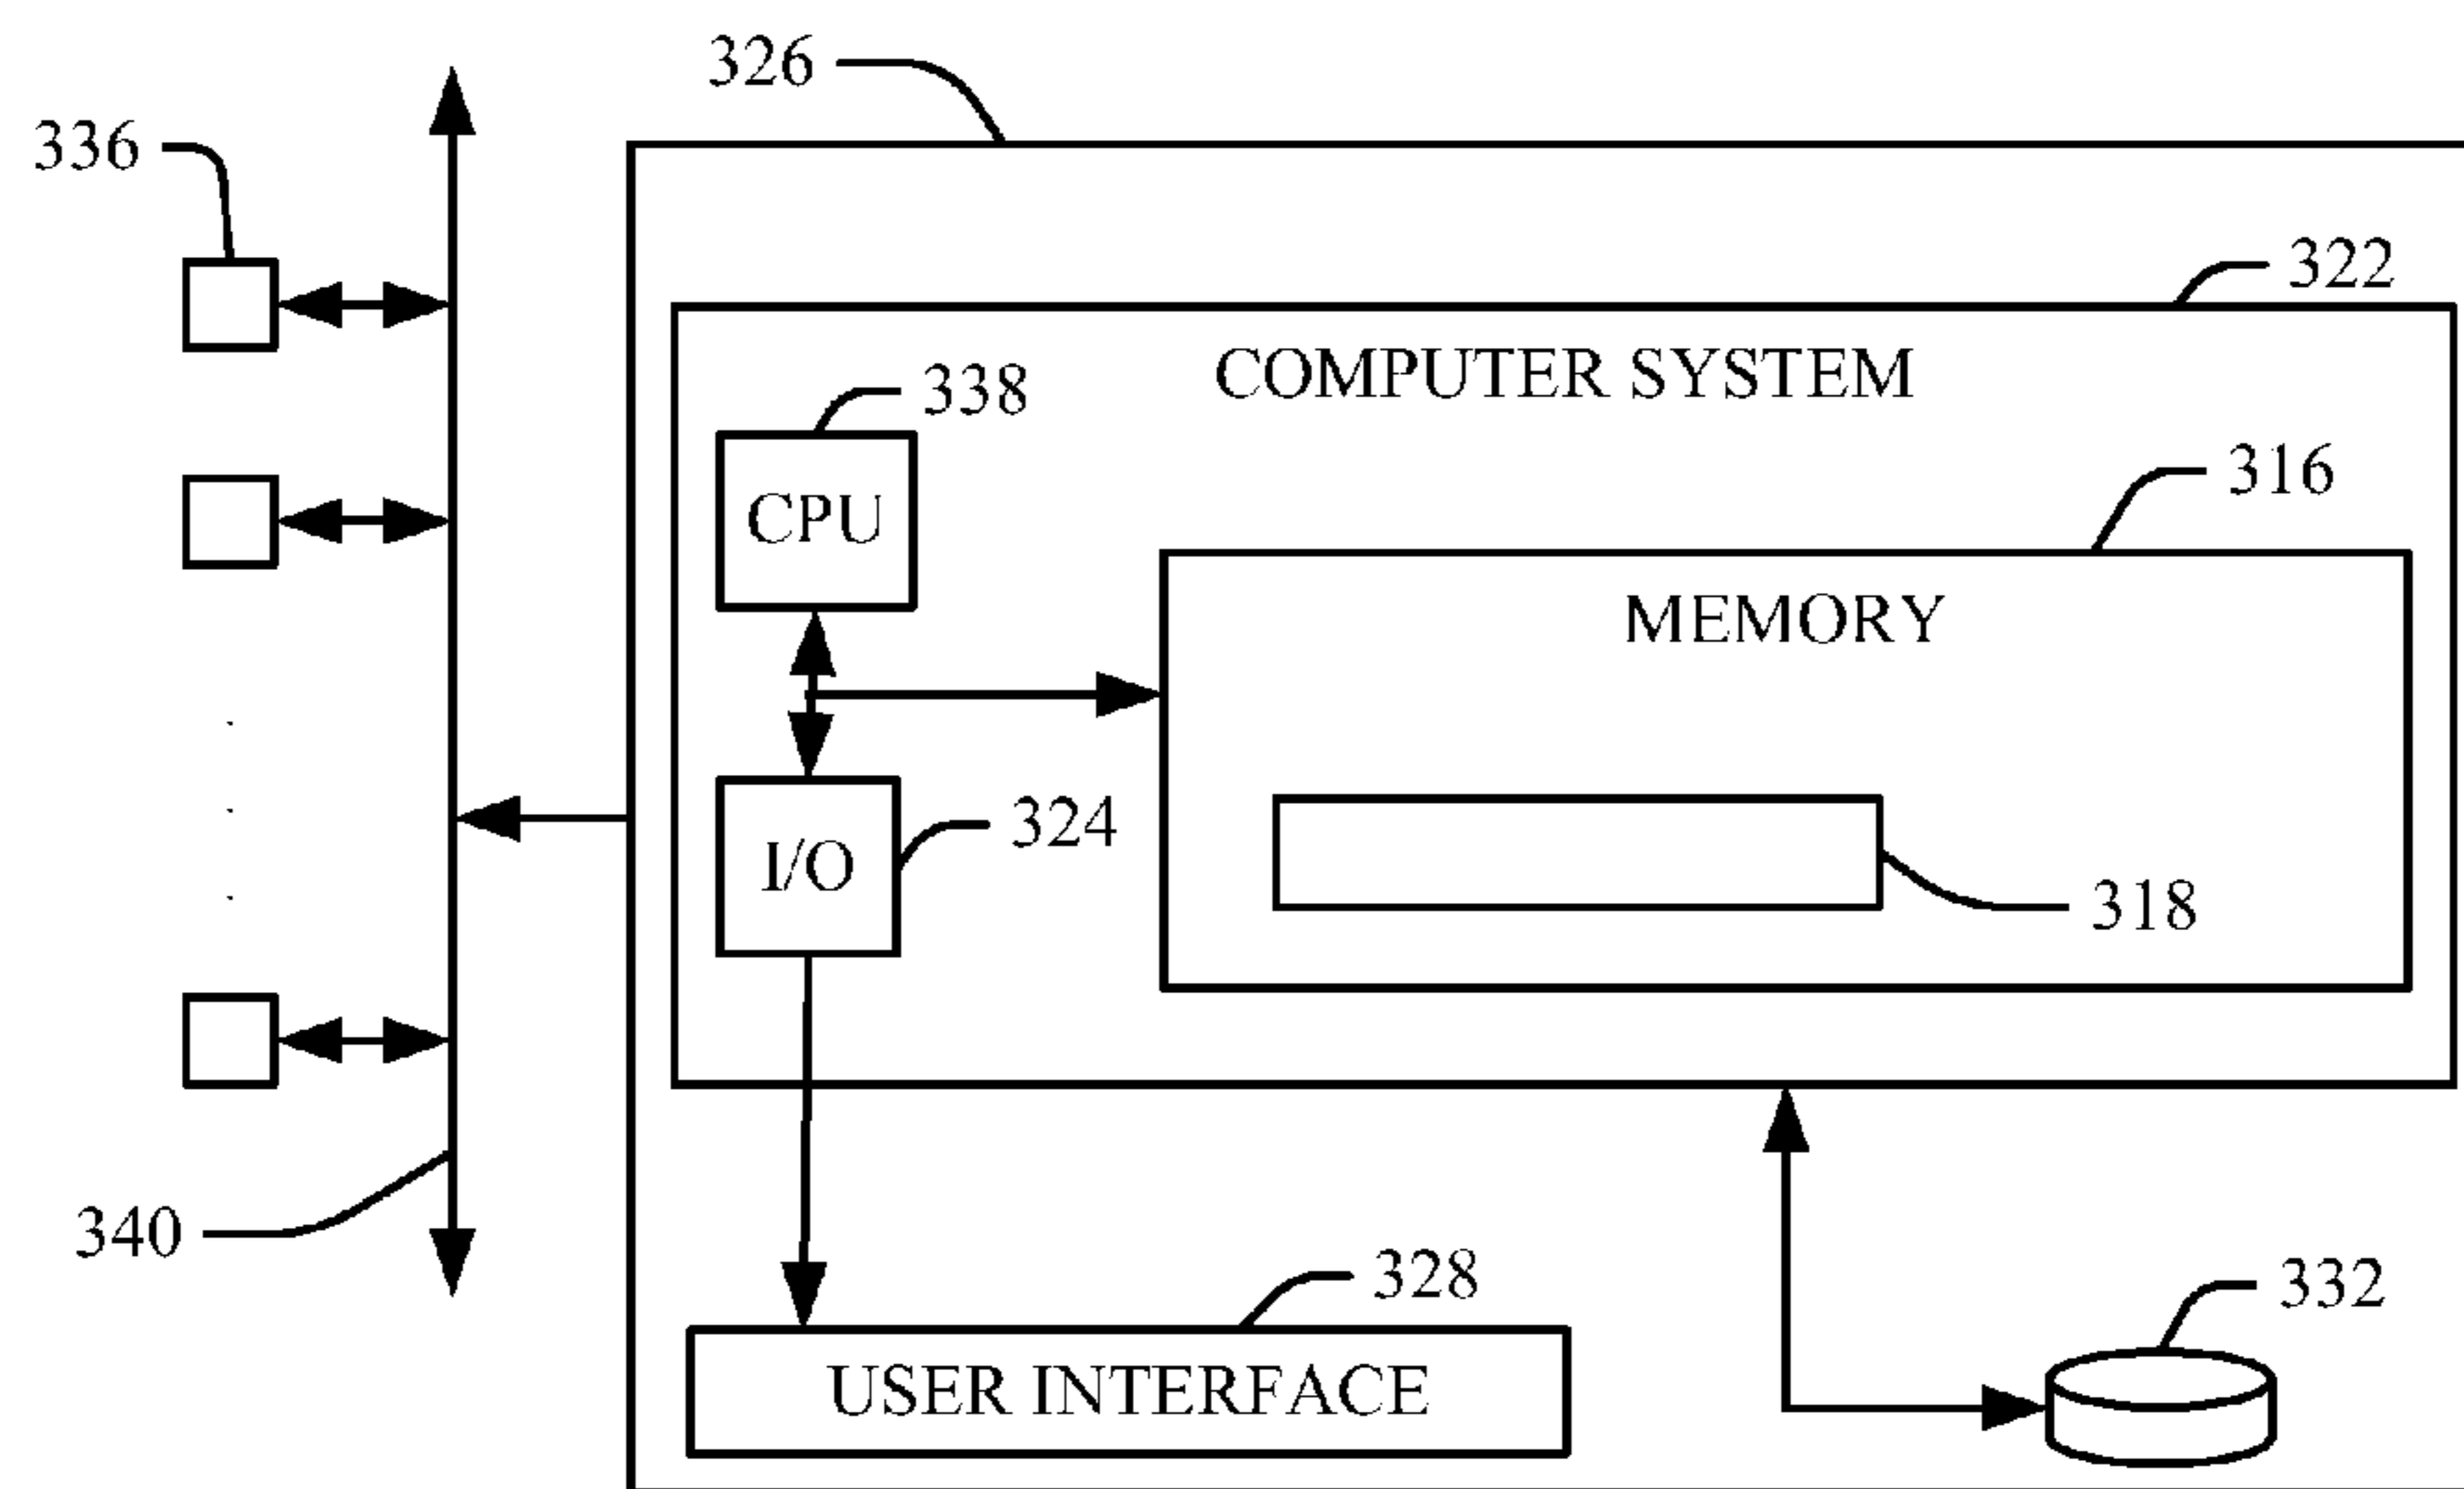 326
336
322
COMPUTER SYSTEM
338
316
CPU
MEMORY
324
I/O
318
340
328
332
USER INTERFACE